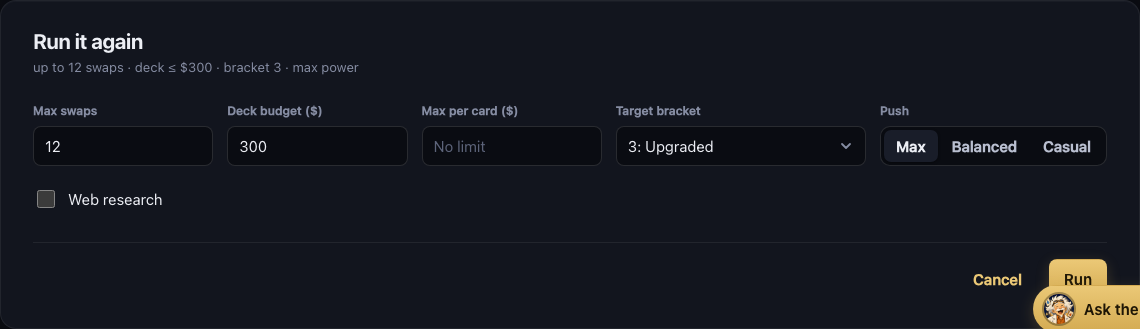 Run it again
up to 12 swaps · deck ≤ $300 · bracket 3 · max power
Max swaps
Deck budget ($)
Max per card ($)
Target bracket
Push
12
300
No limit
3: Upgraded
Max
Balanced
Casual
Web research
Cancel
Run
Ask the